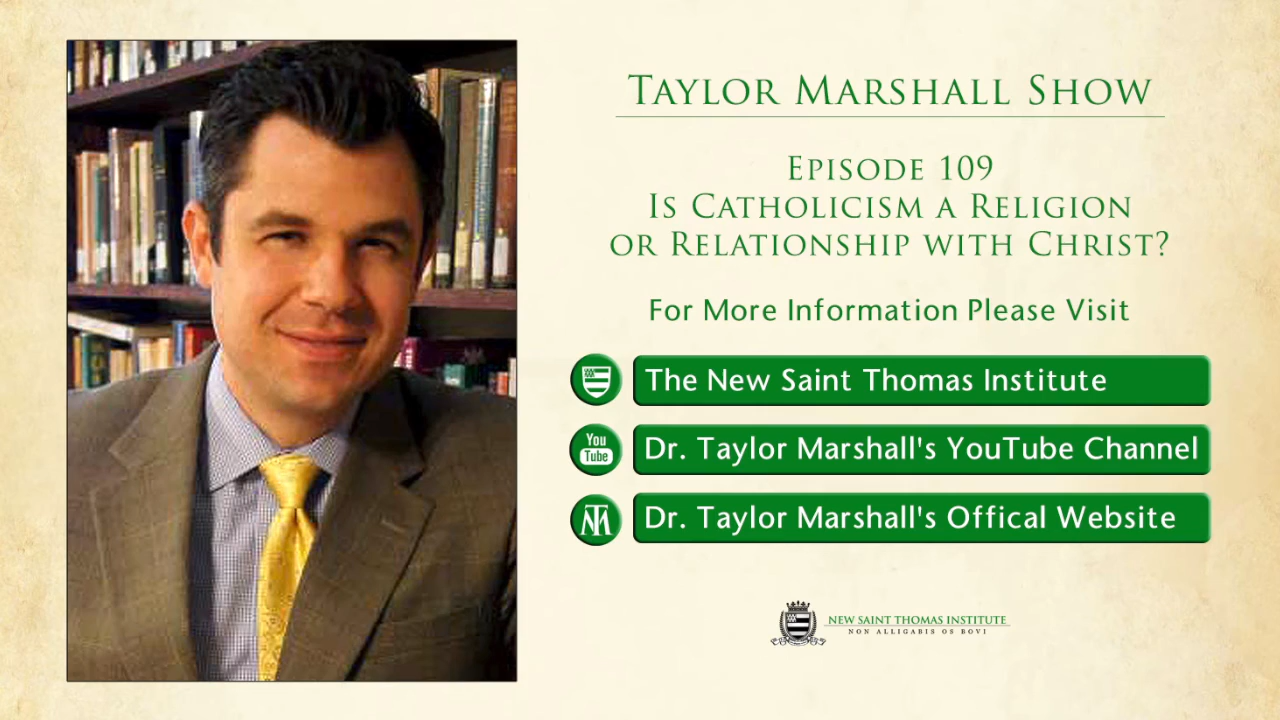 Taylor Marshall Show
Episode 109
Is Catholicism a Religion
or Relationship with Christ?
For More Information Please Visit
The New Saint Thomas Institute
You
Tube
Dr. Taylor Marshall's YouTube Channel
TM
Dr. Taylor Marshall's Offical Website
NEW SAINT THOMAS INSTITUTE
NON ALLIGABIS OS BOVI